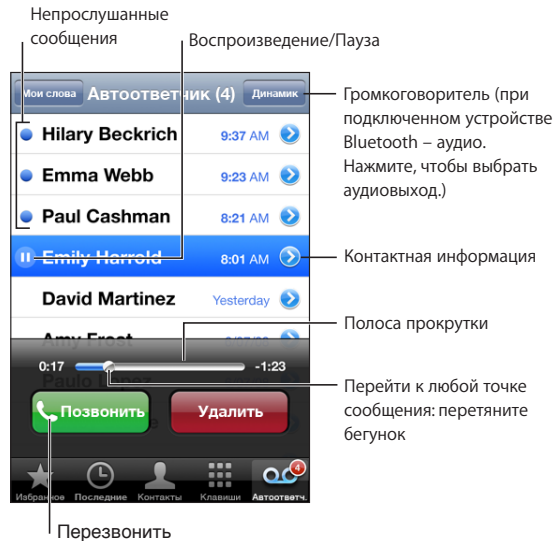 Непрослушанные
сообщения
Воспроизведение/Пауза
Мои слова Автоответчик (4) Динамик
Громкоговоритель (при
подключенном устройстве
Bluetooth – аудио.
Нажмите, чтобы выбрать
аудиовыход.)
Hilary Beckrich 9:37 AM
Emma Webb 9:23 AM
Paul Cashman 8:21 AM
Emily Harrold 8:01 AM
Контактная информация
David Martinez Yesterday
Amy Frost
Полоса прокрутки
0:17 -1:23
Paulo Lopez
Перейти к любой точке
сообщения: перетяните
бегунок
Позвонить Удалить
4
Избранное Последние Контакты Клавиши Автоответч.
Перезвонить